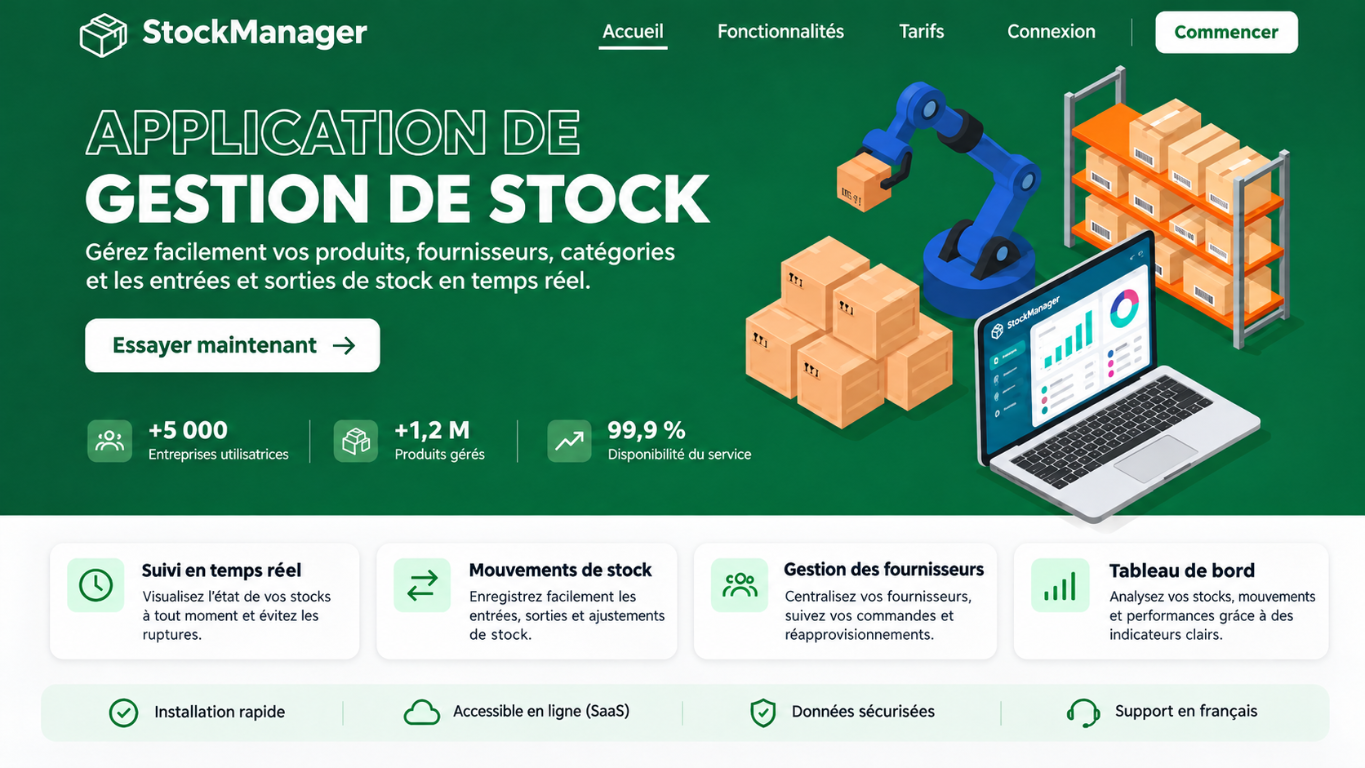 StockManager
Accueil
Fonctionnalités
Tarifs
Connexion
Commencer
APPLICATION DE
GESTION DE STOCK
Gérez facilement vos produits, fournisseurs, catégories
et les entrées et sorties de stock en temps réel.
Essayer maintenant →
+5 000
Entreprises utilisatrices
+1,2 M
Produits gérés
99,9 %
Disponibilité du service
StockManager
Suivi en temps réel
Visualisez l'état de vos stocks
à tout moment et évitez les
ruptures.
Mouvements de stock
Enregistrez facilement les
entrées, sorties et ajustements
de stock.
Gestion des fournisseurs
Centralisez vos fournisseurs,
suivez vos commandes et
réapprovisionnements.
Tableau de bord
Analysez vos stocks, mouvements
et performances grâce à des
indicateurs clairs.
Installation rapide
Accessible en ligne (SaaS)
Données sécurisées
Support en français